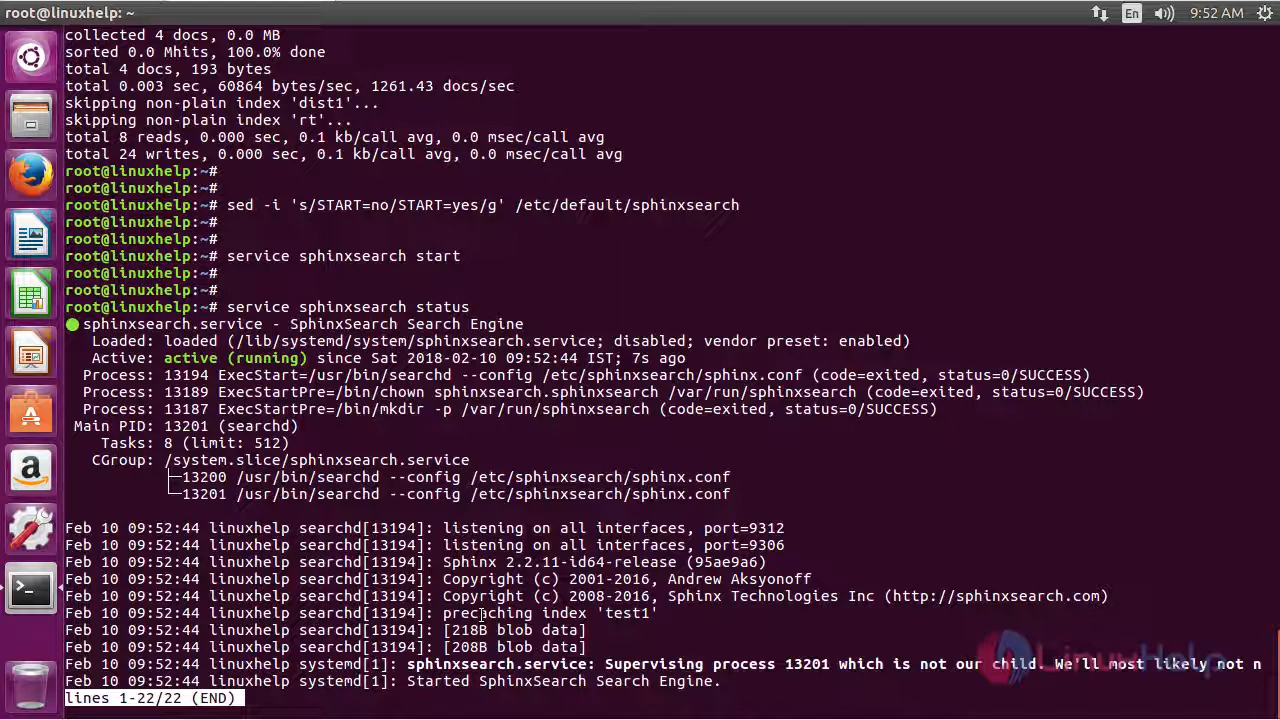 root@linuxhelp: ~
En
9:52 AM
collected 4 docs, 0.0 MB
sorted 0.0 Mhits, 100.0% done
total 4 docs, 193 bytes
total 0.003 sec, 60864 bytes/sec, 1261.43 docs/sec
skipping non-plain index 'dist1'...
skipping non-plain index 'rt'...
total 8 reads, 0.000 sec, 0.1 kb/call avg, 0.0 msec/call avg
total 24 writes, 0.000 sec, 0.1 kb/call avg, 0.0 msec/call avg
root@linuxhelp:~#
root@linuxhelp:~#
root@linuxhelp:~# sed -i 's/START=no/START=yes/g' /etc/default/sphinxsearch
root@linuxhelp:~#
root@linuxhelp:~#
root@linuxhelp:~# service sphinxsearch start
root@linuxhelp:~#
root@linuxhelp:~#
root@linuxhelp:~# service sphinxsearch status
● sphinxsearch.service - SphinxSearch Search Engine
Loaded: loaded (/lib/systemd/system/sphinxsearch.service; disabled; vendor preset: enabled)
Active: active (running) since Sat 2018-02-10 09:52:44 IST; 7s ago
Process: 13194 ExecStart=/usr/bin/searchd --config /etc/sphinxsearch/sphinx.conf (code=exited, status=0/SUCCESS)
Process: 13189 ExecStartPre=/bin/chown sphinxsearch.sphinxsearch /var/run/sphinxsearch (code=exited, status=0/SUCCESS)
Process: 13187 ExecStartPre=/bin/mkdir -p /var/run/sphinxsearch (code=exited, status=0/SUCCESS)
Main PID: 13201 (searchd)
Tasks: 8 (limit: 512)
CGroup: /system.slice/sphinxsearch.service
├─13200 /usr/bin/searchd --config /etc/sphinxsearch/sphinx.conf
└─13201 /usr/bin/searchd --config /etc/sphinxsearch/sphinx.conf
Feb 10 09:52:44 linuxhelp searchd[13194]: listening on all interfaces, port=9312
Feb 10 09:52:44 linuxhelp searchd[13194]: listening on all interfaces, port=9306
Feb 10 09:52:44 linuxhelp searchd[13194]: Sphinx 2.2.11-id64-release (95ae9a6)
Feb 10 09:52:44 linuxhelp searchd[13194]: Copyright (c) 2001-2016, Andrew Aksyonoff
Feb 10 09:52:44 linuxhelp searchd[13194]: Copyright (c) 2008-2016, Sphinx Technologies Inc (http://sphinxsearch.com)
Feb 10 09:52:44 linuxhelp searchd[13194]: precaching index 'test1'
Feb 10 09:52:44 linuxhelp searchd[13194]: [218B blob data]
Feb 10 09:52:44 linuxhelp searchd[13194]: [208B blob data]
Feb 10 09:52:44 linuxhelp systemd[1]: sphinxsearch.service: Supervising process 13201 which is not our child. We'll most likely not n
Feb 10 09:52:44 linuxhelp systemd[1]: Started SphinxSearch Search Engine.
LinuxHelp
lines 1-22/22 (END)